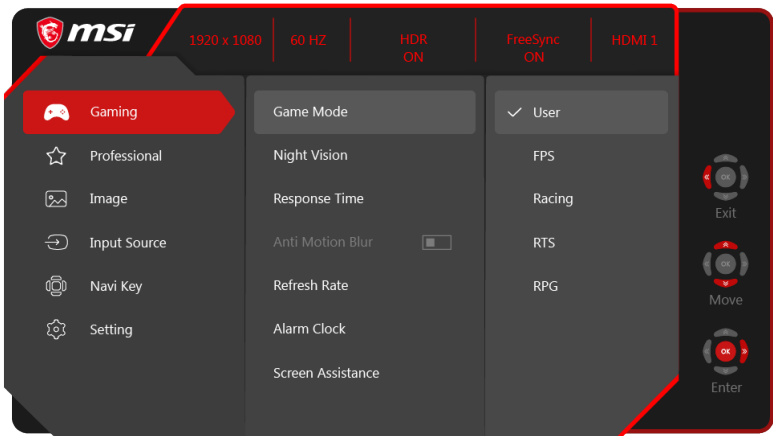 msi
1920 x 1080
60 HZ
HDR
ON
FreeSync
ON
HDMI 1
Gaming
Professional
Image
Input Source
Navi Key
Setting
Game Mode
Night Vision
Response Time
Anti Motion Blur
Refresh Rate
Alarm Clock
Screen Assistance
User
FPS
Racing
RTS
RPG
OK
Exit
OK
Move
OK
Enter